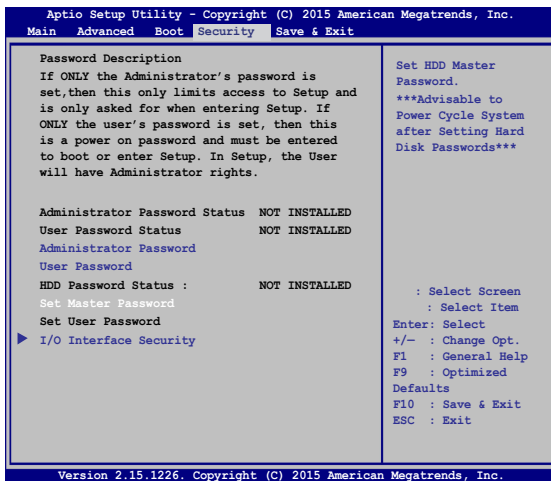 Aptio Setup Utility - Copyright (C) 2015 American Megatrends, Inc.
Main Advanced Boot Security Save & Exit
Password Description
If ONLY the Administrator's password is
set,then this only limits access to Setup and
is only asked for when entering Setup. If
ONLY the user's password is set, then this
is a power on password and must be entered
to boot or enter Setup. In Setup, the User
will have Administrator rights.
Administrator Password Status NOT INSTALLED
User Password Status NOT INSTALLED
Administrator Password
User Password
HDD Password Status : NOT INSTALLED
Set Master Password
Set User Password
I/O Interface Security
Set HDD Master
Password.
***Advisable to
Power Cycle System
after Setting Hard
Disk Passwords***
: Select Screen
: Select Item
Enter: Select
+/— : Change Opt.
F1 : General Help
F9 : Optimized
Defaults
F10 : Save & Exit
ESC : Exit
Version 2.15.1226. Copyright (C) 2015 American Megatrends, Inc.